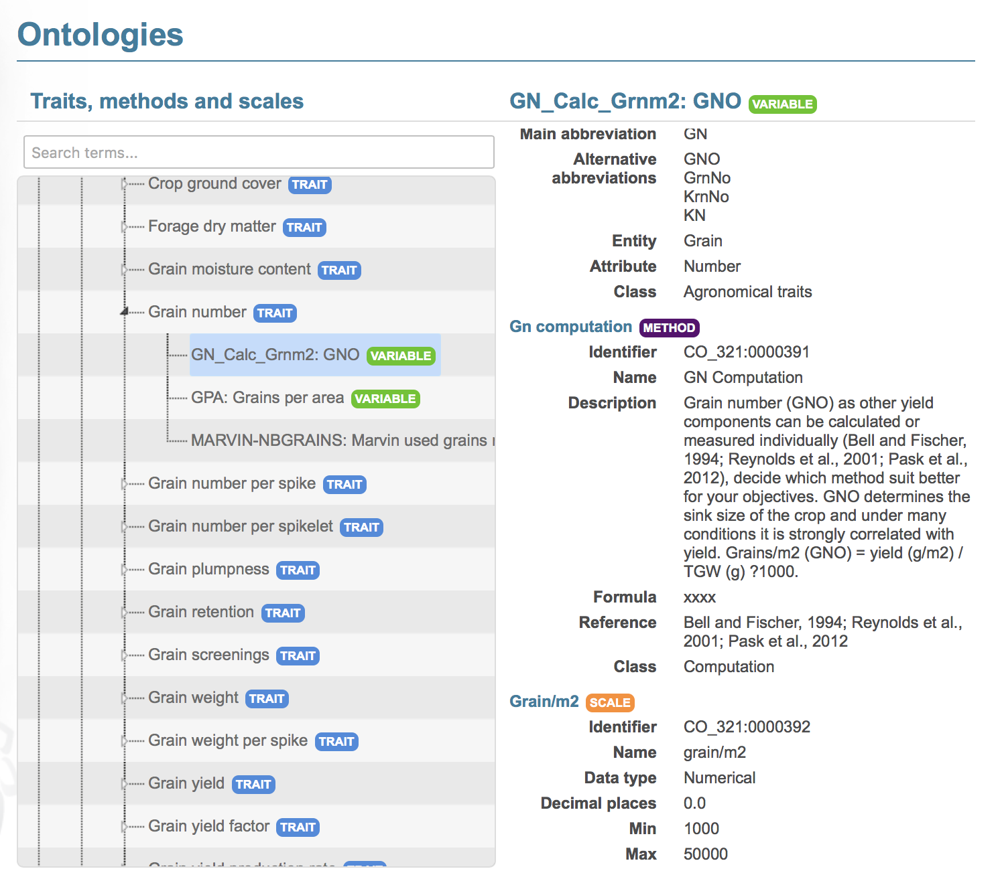 Ontologies
Traits, methods and scales
Search terms...
Crop ground cover TRAIT
Forage dry matter TRAIT
Grain moisture content TRAIT
Grain number TRAIT
GN_Calc_Grnm2: GNO VARIABLE
GPA: Grains per area VARIABLE
MARVIN-NBGRAINS: Marvin used grains
Grain number per spike TRAIT
Grain number per spikelet TRAIT
Grain plumpness TRAIT
Grain retention TRAIT
Grain screenings TRAIT
Grain weight TRAIT
Grain weight per spike TRAIT
Grain yield TRAIT
Grain yield factor TRAIT
Grain yield production rate TRAIT
GN_Calc_Grnm2: GNO VARIABLE
Main abbreviation GN
Alternative GNO
abbreviations GrnNo
KrnNo
KN
Entity Grain
Attribute Number
Class Agronomical traits
Gn computation METHOD
Identifier CO_321:0000391
Name GN Computation
Description Grain number (GNO) as other yield
components can be calculated or
measured individually (Bell and Fischer,
1994; Reynolds et al., 2001; Pask et al.,
2012), decide which method suit better
for your objectives. GNO determines the
sink size of the crop and under many
conditions it is strongly correlated with
yield. Grains/m2 (GNO) = yield (g/m2) /
TGW (g) ?1000.
Formula xxxx
Reference Bell and Fischer, 1994; Reynolds et al.,
2001; Pask et al., 2012
Class Computation
Grain/m2 SCALE
Identifier CO_321:0000392
Name grain/m2
Data type Numerical
Decimal places 0.0
Min 1000
Max 50000